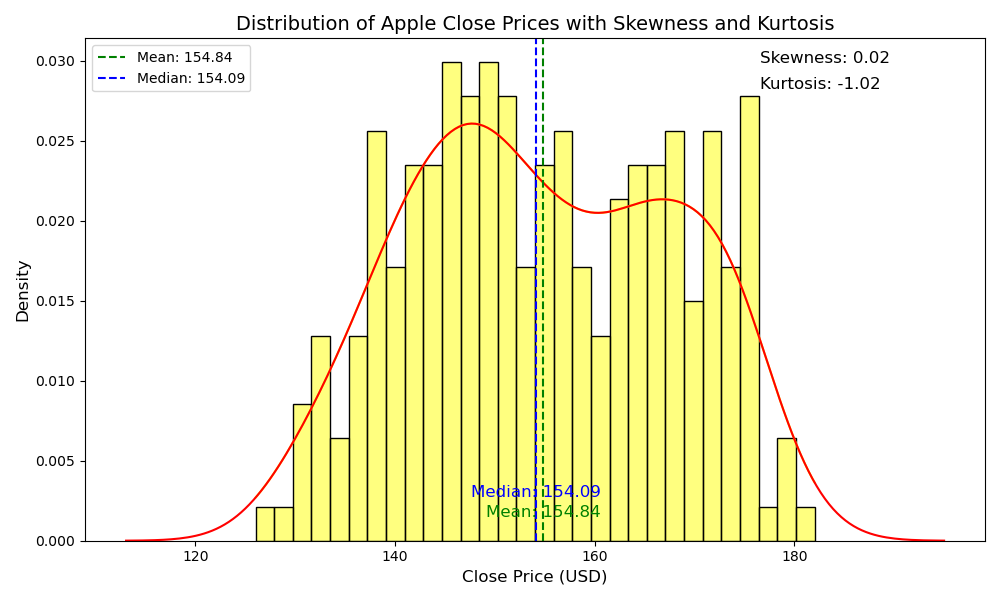 Distribution of Apple Close Prices with Skewness and Kurtosis
Mean: 154.84
Median: 154.09
Skewness: 0.02
Kurtosis: -1.02
0.030
0.025
0.020
0.015
0.010
0.005
0.000
Density
Median: 154.09
Mean: 154.84
120
140
160
180
Close Price (USD)